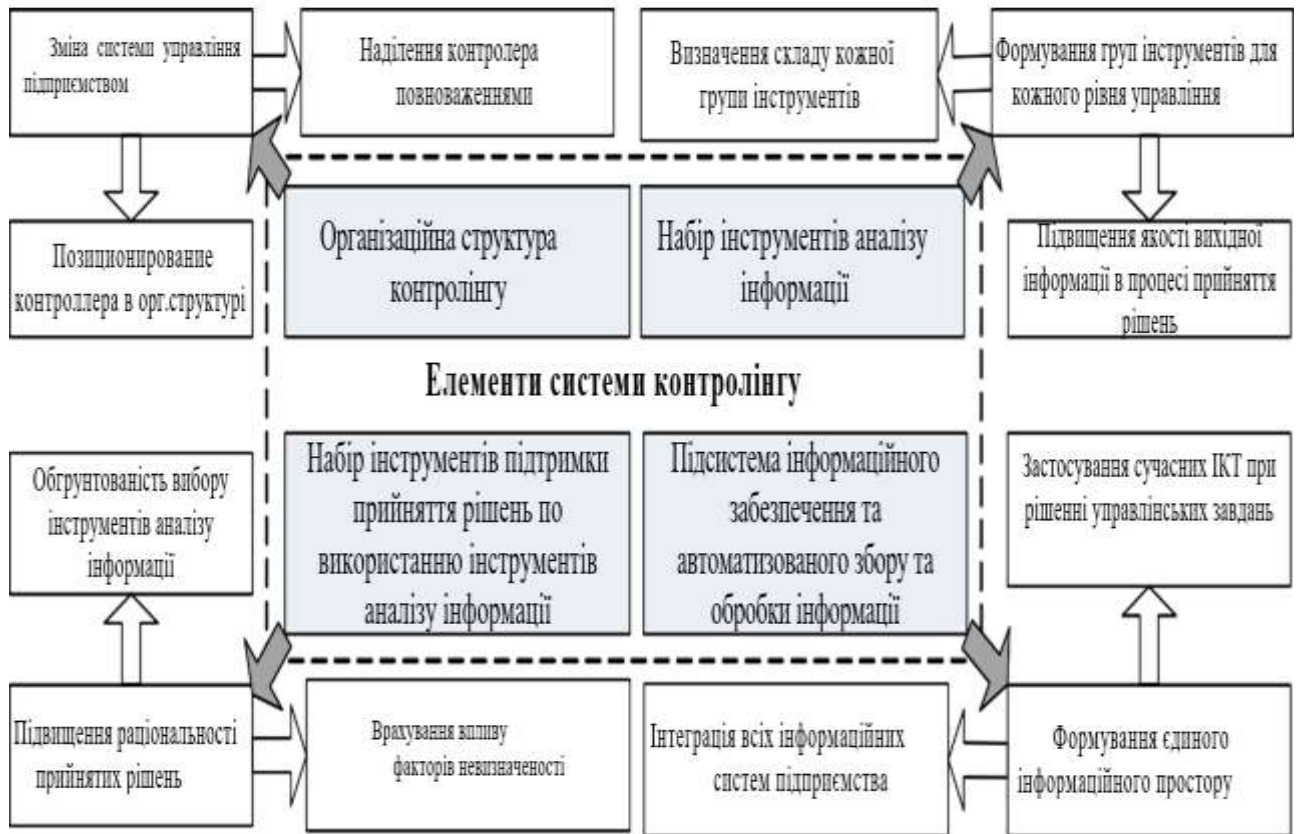 Зміна системи управління
підприємством
Наділення контролера
повноваженнями
Визначення складу кожної
групи інструментів
Формування груп інструментів для
кожного рівня управління
Позиционирование
контроллера в орг.структурі
Організаційна структура
контролінгу
Набір інструментів аналізу
інформації
Підвищення якості вихідної
інформації в процесі прийняття
рішень
Елементи системи контролінгу
Обгрунтованість вибору
інструментів аналізу
інформації
Набір інструментів підтримки
прийняття рішень по
використанню інструментів
аналізу інформації
Підсистема інформаційного
забезпечення та
автоматизованого збору та
обробки інформації
Застосування сучасних ІКТ при
рішенні управлінських завдань
Підвищення раціональності
прийнятих рішень
Врахування впливу
факторів невизначеності
Інтеграція всіх інформаційних
систем підприємства
Формування єдиного
інформаційного простору